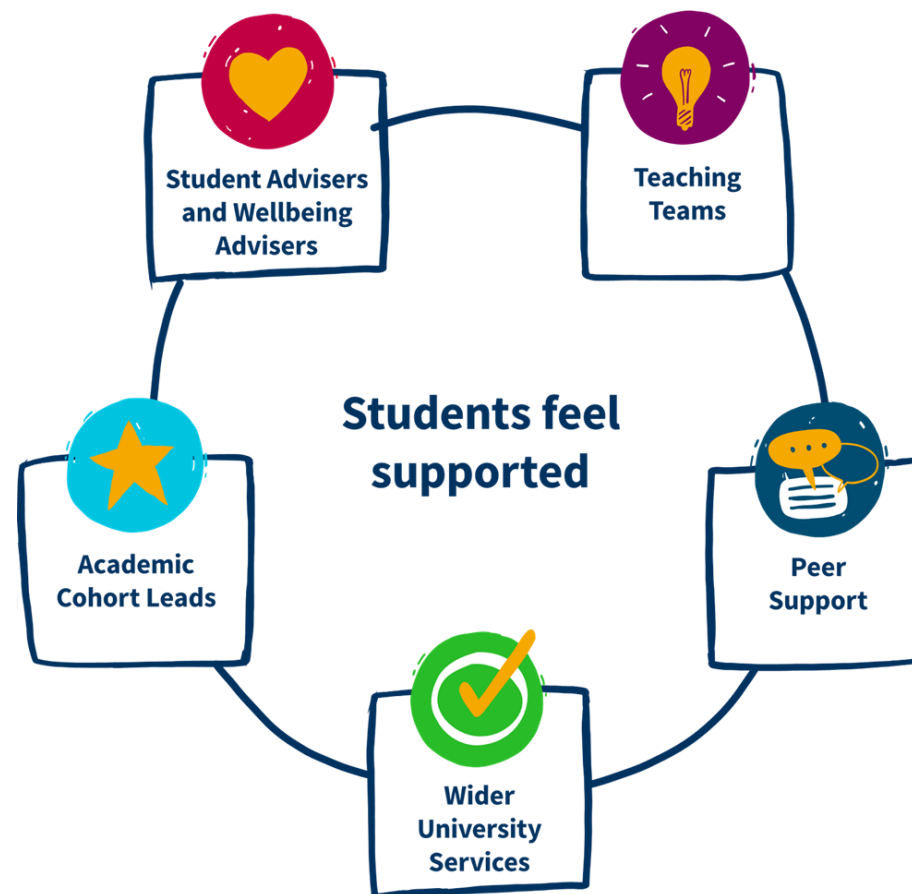 Student Advisers
and Wellbeing
Advisers
Teaching
Teams
Students feel
supported
Academic
Cohort Leads
Peer
Support
Wider
University
Services